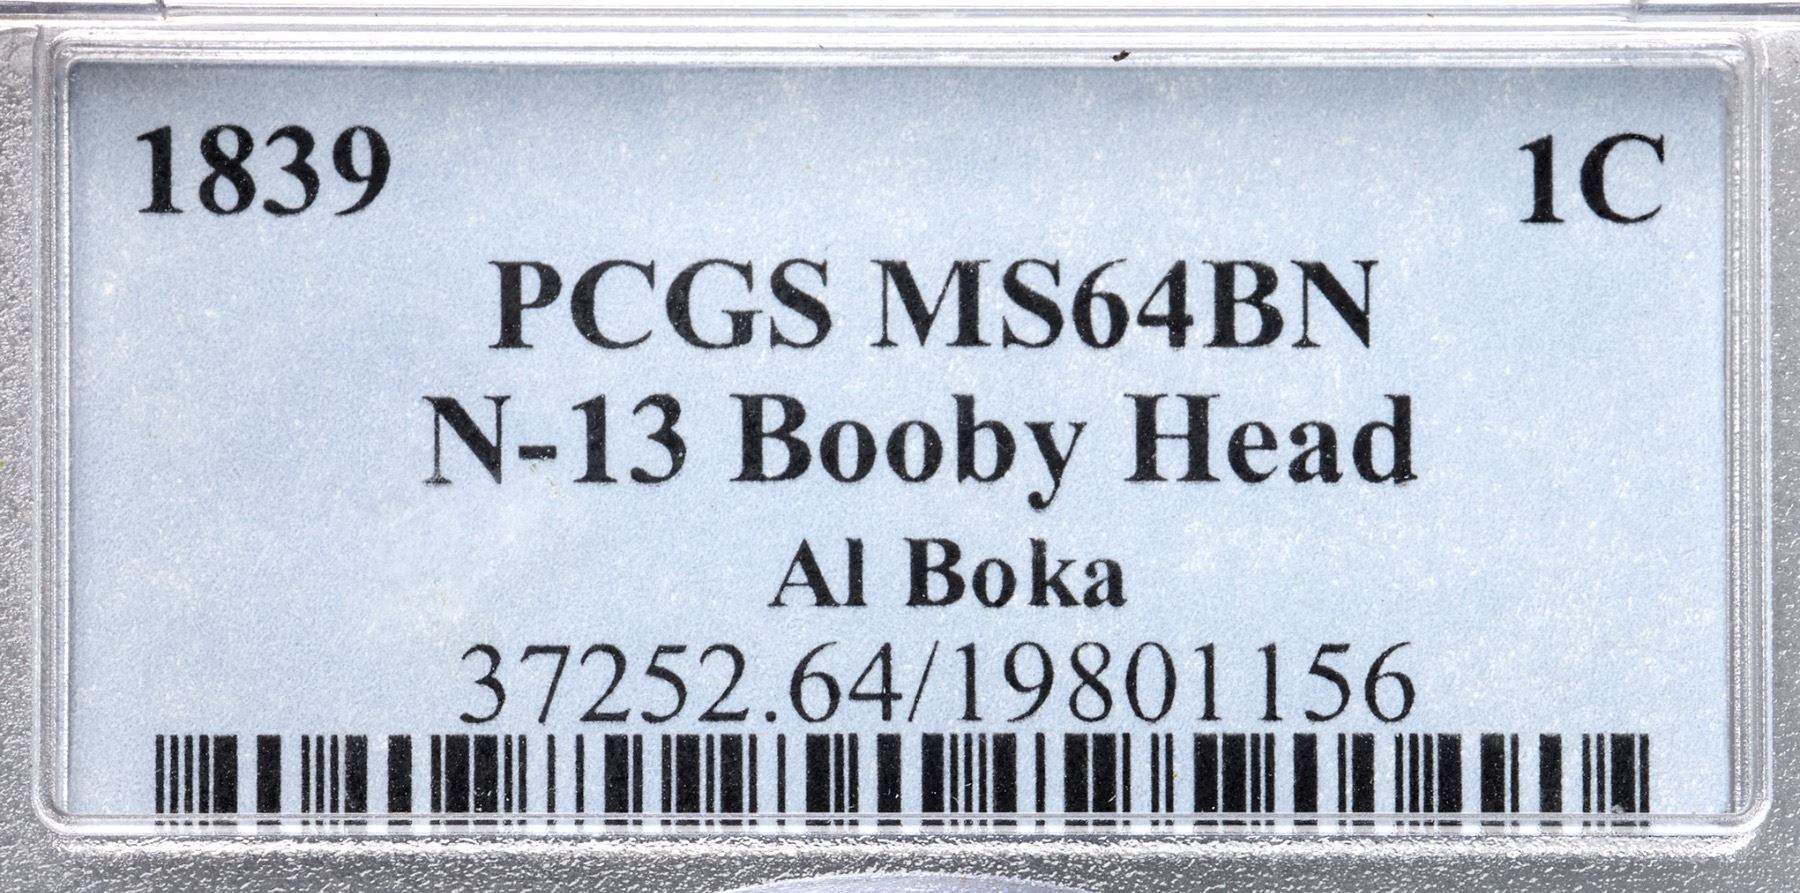 1839 1C
PCGS MS64BN
N-13 Booby Head
Al Boka
37252.64/19801156